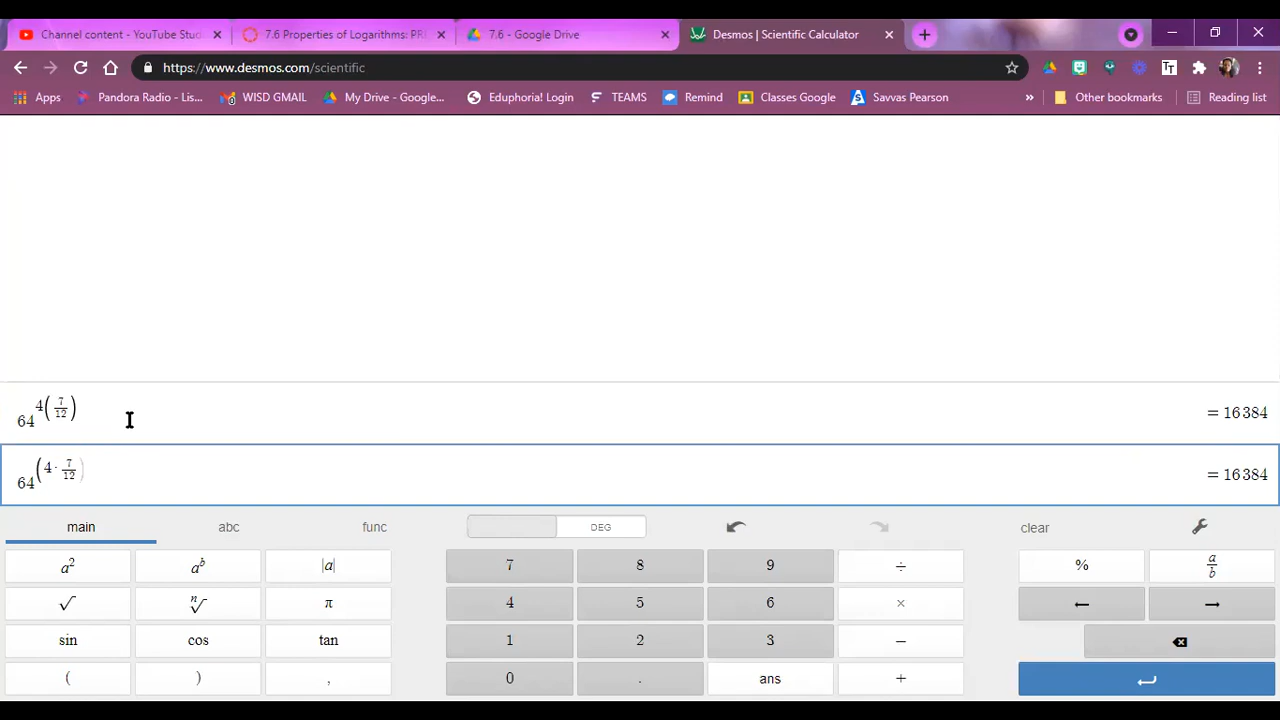 Channel content - YouTube Stud
7.6 Properties of Logarithms: PRI
7.6 - Google Drive
Desmos | Scientific Calculator
https://www.desmos.com/scientific
Apps
Pandora Radio - Lis...
WISD GMAIL
My Drive - Google...
Eduphoria! Login
TEAMS
Remind
Classes Google
Savvas Pearson
»
Other bookmarks
Reading list
64^(4(7/12)) = 16384
64^(4·7/12) = 16384
main abc func DEG clear
a² a^b |a| 7 8 9 ÷ % a/b
√ ⁿ√ π 4 5 6 × ← →
sin cos tan 1 2 3 −
( ) , 0 . ans +